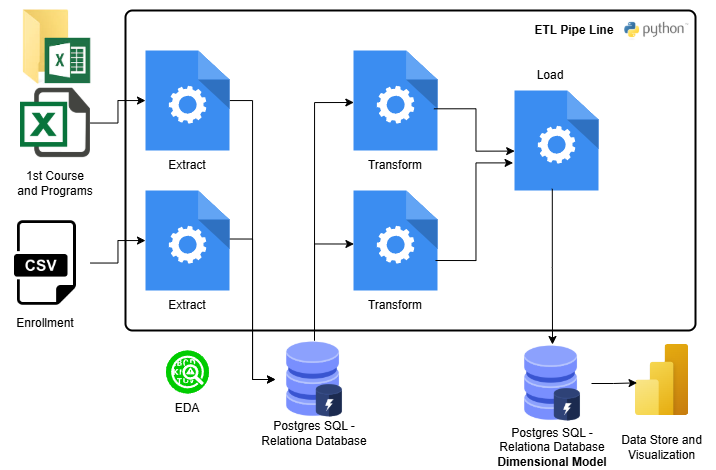 ETL Pipe Line
python
Load
X
X
Extract
Transform
1st Course
and Programs
CSV
Extract
Transform
Enrollment
EDA
Postgres SQL -
Relationa Database
Postgres SQL -
Relationa Database
Dimensional Model
Data Store and
Visualization